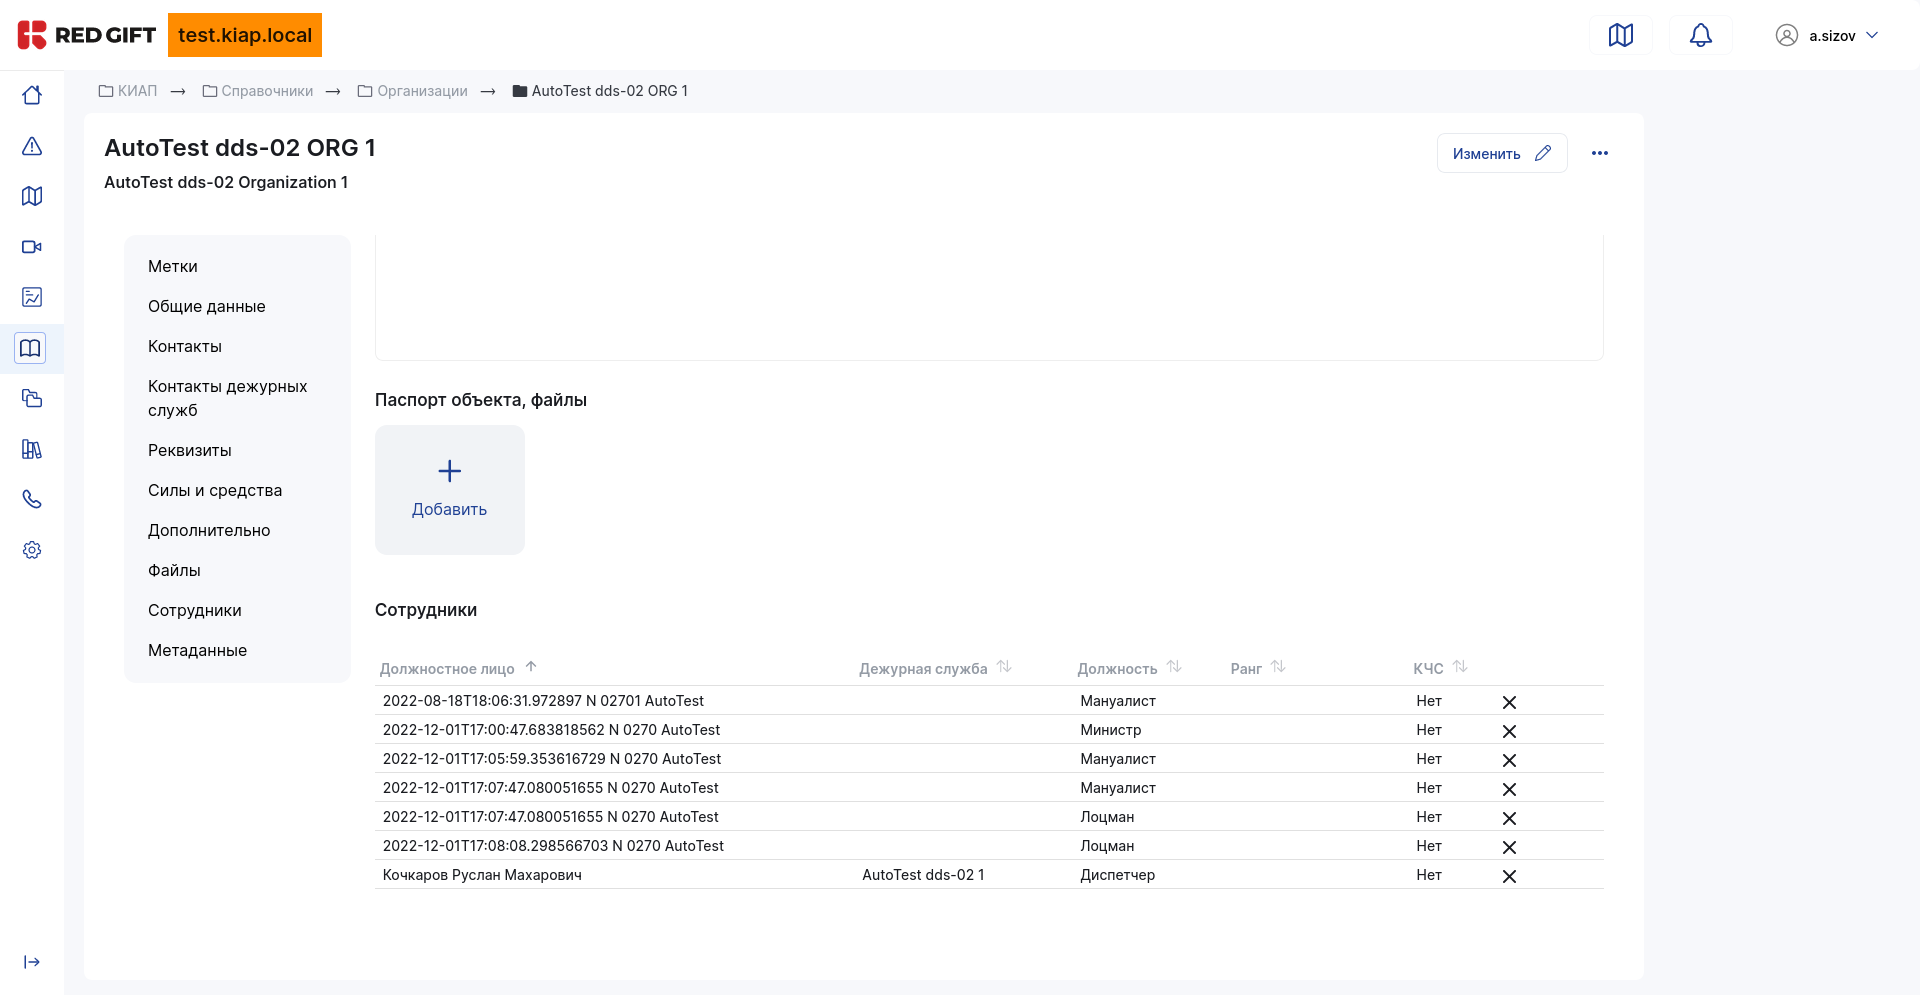 RED GIFT test.kiap.local
a.sizov
КИАП → Справочники → Организации → AutoTest dds-02 ORG 1
AutoTest dds-02 ORG 1
Изменить
AutoTest dds-02 Organization 1
Метки
Общие данные
Контакты
Контакты дежурных
служб
Реквизиты
Силы и средства
Дополнительно
Файлы
Сотрудники
Метаданные
Паспорт объекта, файлы
Добавить
Сотрудники
Должностное лицо Дежурная служба Должность Ранг КЧС
2022-08-18T18:06:31.972897 N 02701 AutoTest Мануалист Нет
2022-12-01T17:00:47.683818562 N 0270 AutoTest Министр Нет
2022-12-01T17:05:59.353616729 N 0270 AutoTest Мануалист Нет
2022-12-01T17:07:47.080051655 N 0270 AutoTest Мануалист Нет
2022-12-01T17:07:47.080051655 N 0270 AutoTest Лоцман Нет
2022-12-01T17:08:08.298566703 N 0270 AutoTest Лоцман Нет
Кочкаров Руслан Махарович AutoTest dds-02 1 Диспетчер Нет